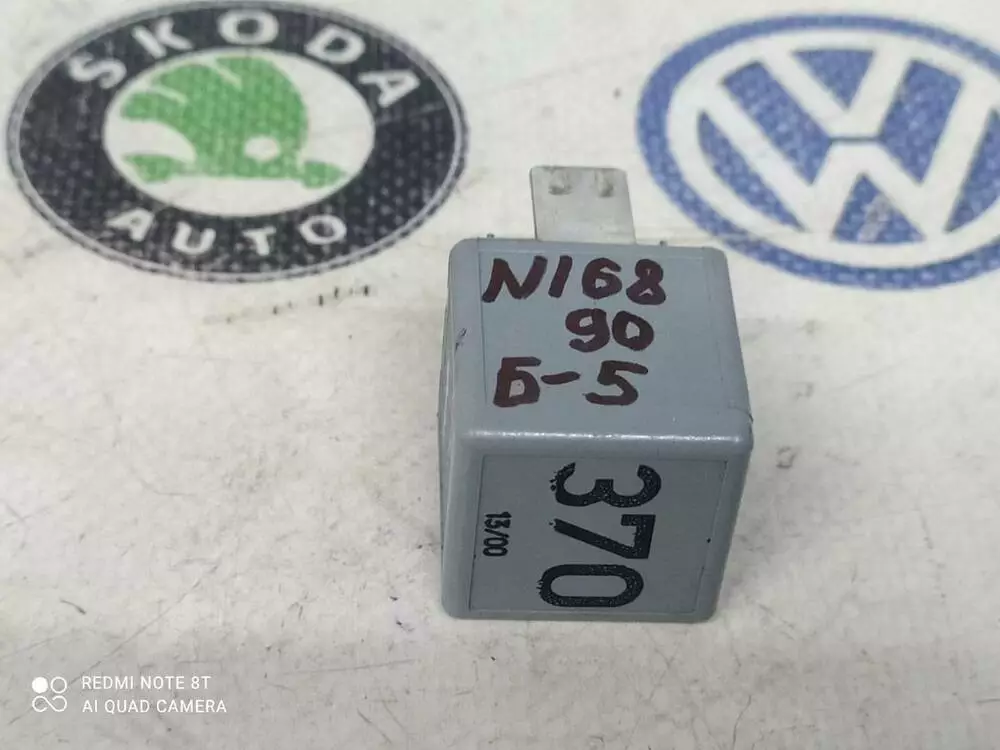 SKODA
AUTO
N168
90
Б-5
370
13/00
REDMI NOTE 8T
AI QUAD CAMERA